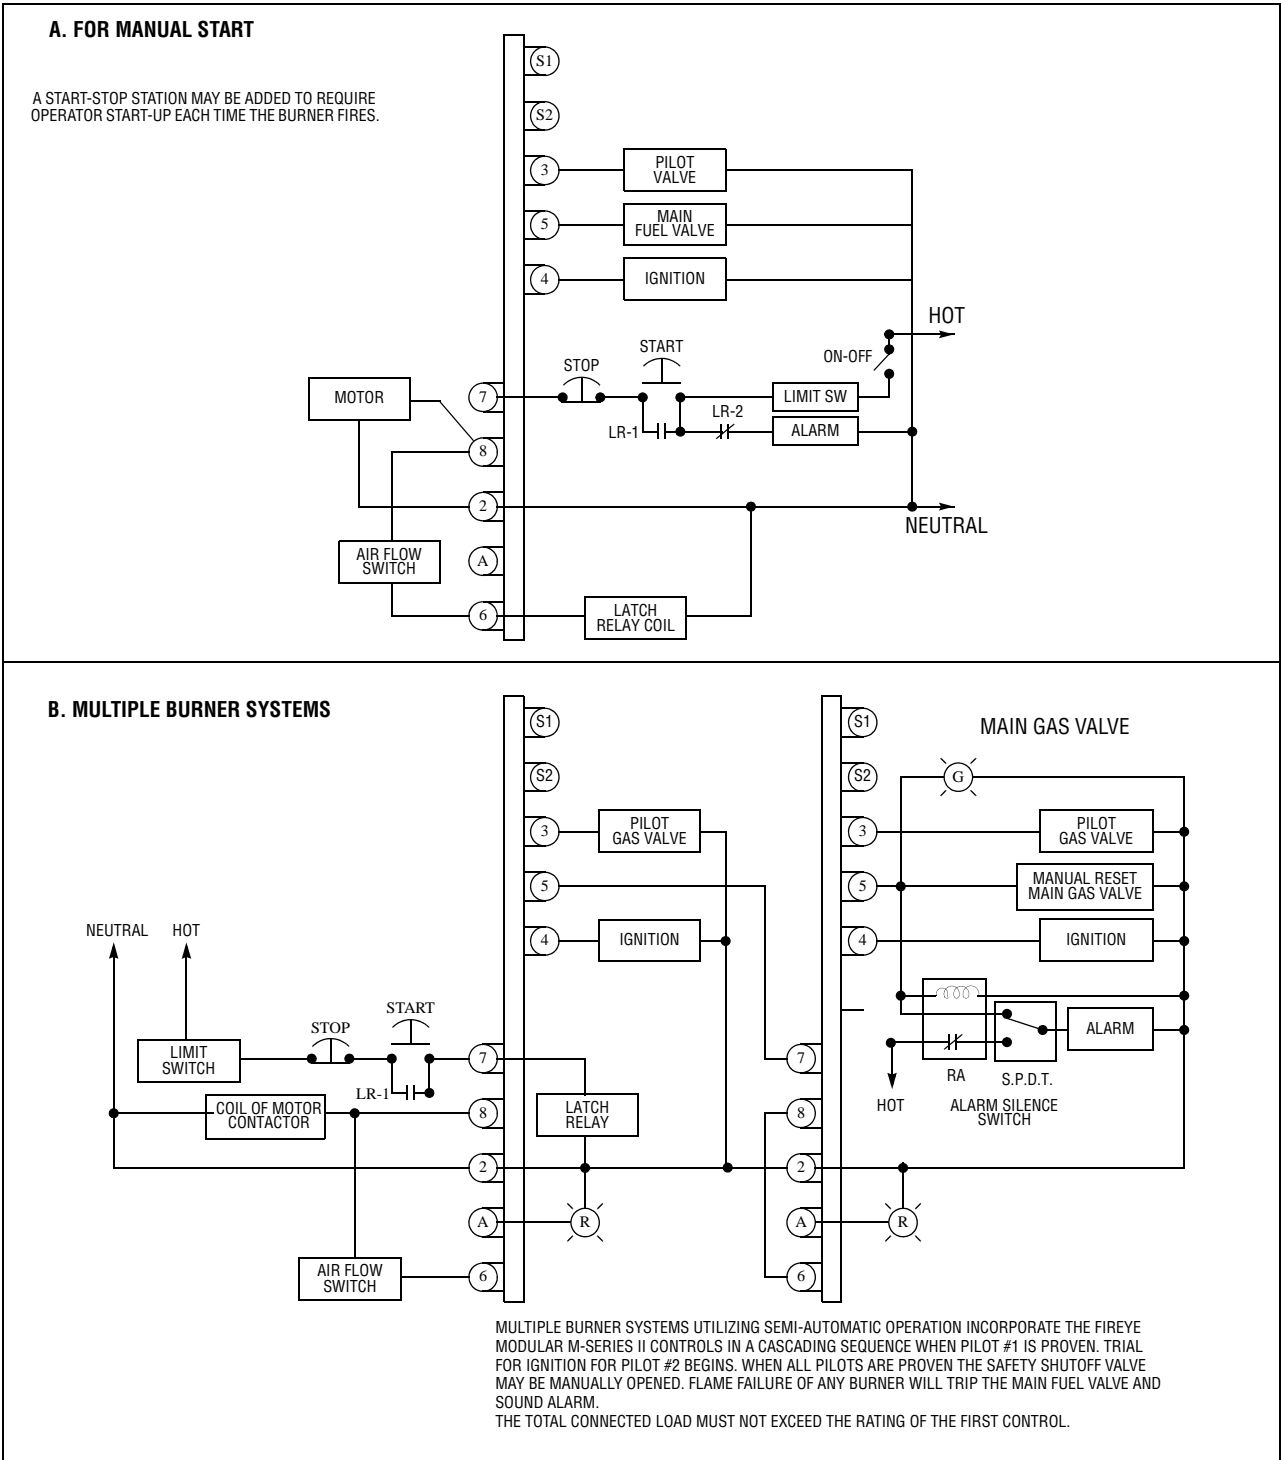 A. FOR MANUAL START
A START-STOP STATION MAY BE ADDED TO REQUIRE
OPERATOR START-UP EACH TIME THE BURNER FIRES.
S1
S2
3
PILOT
VALVE
5
MAIN
FUEL VALVE
4
IGNITION
HOT
ON-OFF
START
STOP
MOTOR
7
LIMIT SW
LR-2
LR-1
ALARM
8
2
NEUTRAL
AIR FLOW
SWITCH
A
6
LATCH
RELAY COIL
B. MULTIPLE BURNER SYSTEMS
S1
S2
3
PILOT
GAS VALVE
5
4
IGNITION
NEUTRAL
HOT
START
STOP
LIMIT
SWITCH
7
LR-1
COIL OF MOTOR
CONTACTOR
8
LATCH
RELAY
2
A
R
AIR FLOW
SWITCH
6
S1
MAIN GAS VALVE
S2
G
3
PILOT
GAS VALVE
5
MANUAL RESET
MAIN GAS VALVE
4
IGNITION
ALARM
7
RA
S.P.D.T.
HOT
ALARM SILENCE
SWITCH
8
2
A
R
6
MULTIPLE BURNER SYSTEMS UTILIZING SEMI-AUTOMATIC OPERATION INCORPORATE THE FIREYE
MODULAR M-SERIES II CONTROLS IN A CASCADING SEQUENCE WHEN PILOT #1 IS PROVEN. TRIAL
FOR IGNITION FOR PILOT #2 BEGINS. WHEN ALL PILOTS ARE PROVEN THE SAFETY SHUTOFF VALVE
MAY BE MANUALLY OPENED. FLAME FAILURE OF ANY BURNER WILL TRIP THE MAIN FUEL VALVE AND
SOUND ALARM.
THE TOTAL CONNECTED LOAD MUST NOT EXCEED THE RATING OF THE FIRST CONTROL.